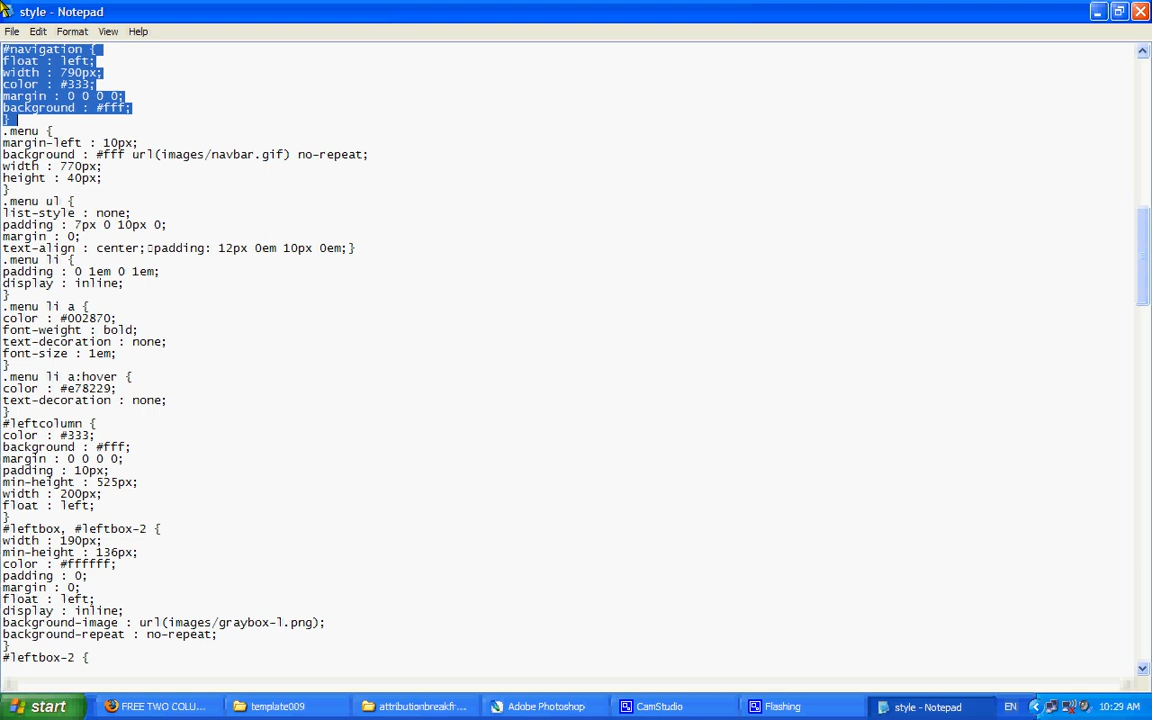 style - Notepad
File Edit Format View Help
#navigation {
float : left;
width : 790px;
color : #333;
margin : 0 0 0 0;
background : #fff;
}
.menu {
margin-left : 10px;
background : #fff url(images/navbar.gif) no-repeat;
width : 770px;
height : 40px;
}
.menu ul {
list-style : none;
padding : 7px 0 10px 0;
margin : 0;
text-align : center;▯padding: 12px 0em 10px 0em;}
.menu li {
padding : 0 1em 0 1em;
display : inline;
}
.menu li a {
color : #002870;
font-weight : bold;
text-decoration : none;
font-size : 1em;
}
.menu li a:hover {
color : #e78229;
text-decoration : none;
}
#leftcolumn {
color : #333;
background : #fff;
margin : 0 0 0 0;
padding : 10px;
min-height : 525px;
width : 200px;
float : left;
}
#leftbox, #leftbox-2 {
width : 190px;
min-height : 136px;
color : #ffffff;
padding : 0;
margin : 0;
float : left;
display : inline;
background-image : url(images/graybox-l.png);
background-repeat : no-repeat;
}
#leftbox-2 {
start FREE TWO COLU... template009 attributionbreakfr... Adobe Photoshop CamStudio Flashing style - Notepad EN 10:29 AM